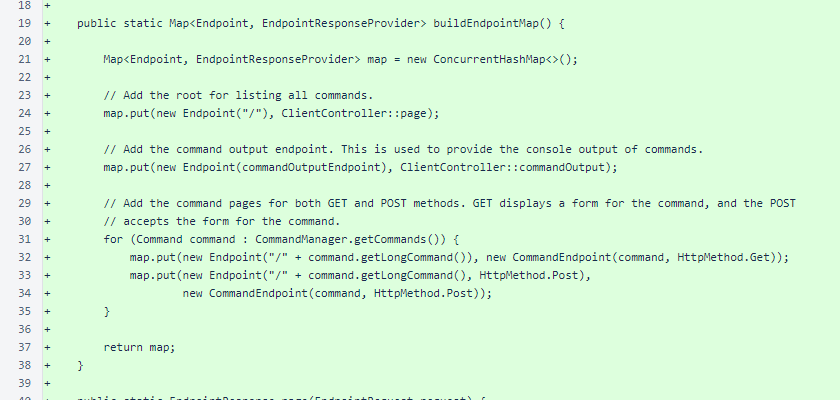 18 +
19 + public static Map<Endpoint, EndpointResponseProvider> buildEndpointMap() {
20 +
21 + Map<Endpoint, EndpointResponseProvider> map = new ConcurrentHashMap<>();
22 +
23 + // Add the root for listing all commands.
24 + map.put(new Endpoint("/"), ClientController::page);
25 +
26 + // Add the command output endpoint. This is used to provide the console output of commands.
27 + map.put(new Endpoint(commandOutputEndpoint), ClientController::commandOutput);
28 +
29 + // Add the command pages for both GET and POST methods. GET displays a form for the command, and the POST
30 + // accepts the form for the command.
31 + for (Command command : CommandManager.getCommands()) {
32 + map.put(new Endpoint("/" + command.getLongCommand()), new CommandEndpoint(command, HttpMethod.Get));
33 + map.put(new Endpoint("/" + command.getLongCommand(), HttpMethod.Post),
34 + new CommandEndpoint(command, HttpMethod.Post));
35 + }
36 +
37 + return map;
38 + }
39 +